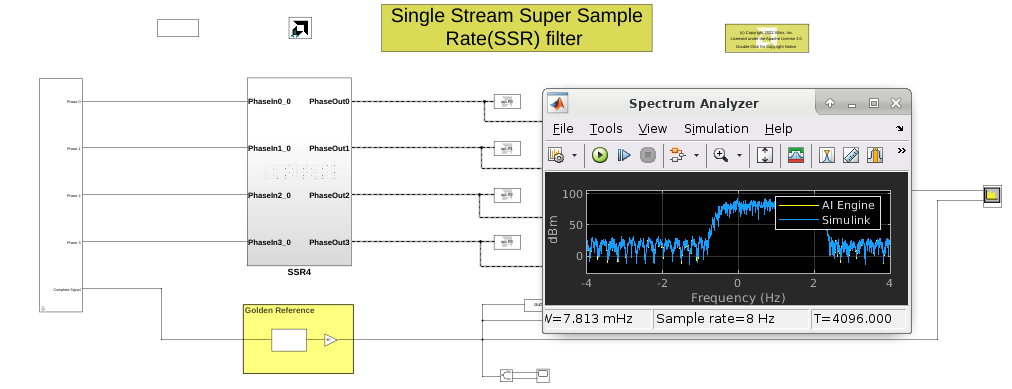 Single Stream Super Sample
Rate(SSR) filter
(c) Copyright 2022 Xilinx, Inc.
Licensed under the Apache License 2.0
Double Click for Copyright Notice
Phase 0
Phase 1
Phase 2
Phase 3
Complete Signal
PhaseIn0_0 PhaseOut0
PhaseIn1_0 PhaseOut1
PhaseIn2_0 PhaseOut2
PhaseIn3_0 PhaseOut3
SSR4
Golden Reference
out
Spectrum Analyzer
File Tools View Simulation Help
AI Engine
Simulink
dBm
100
50
0
-4 -2 0 2 4
Frequency (Hz)
V=7.813 mHz Sample rate=8 Hz T=4096.000